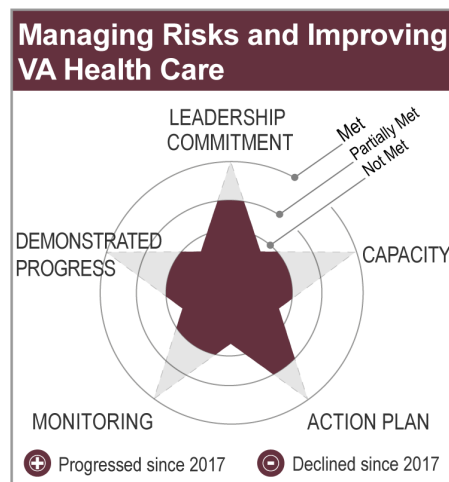 Managing Risks and Improving
VA Health Care
LEADERSHIP
COMMITMENT
Met
Partially Met
Not Met
DEMONSTRATED
PROGRESS
CAPACITY
MONITORING
ACTION PLAN
+ Progressed since 2017
- Declined since 2017